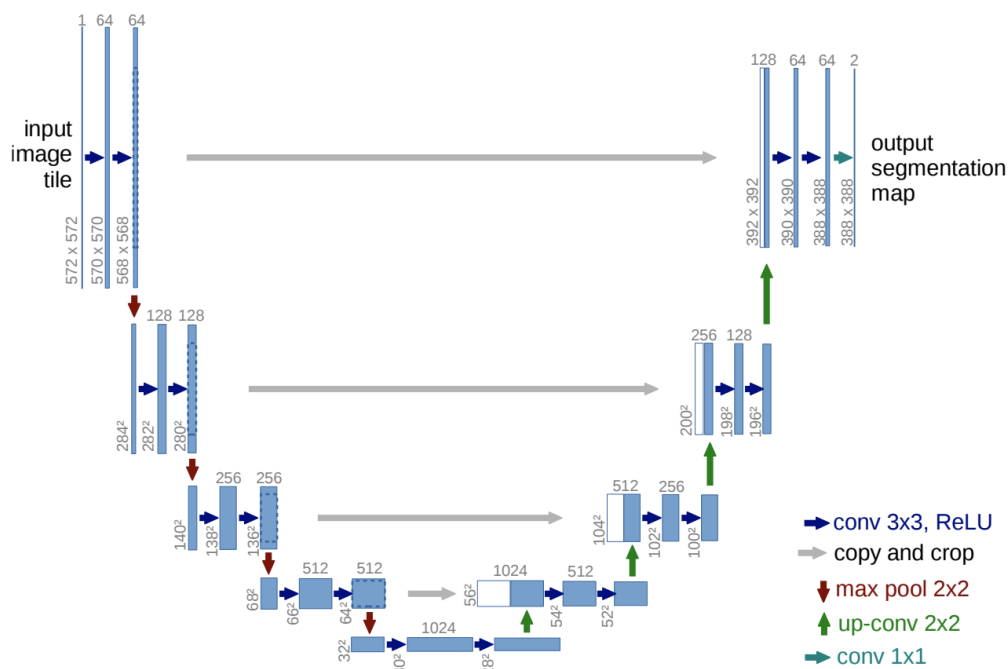 1 64 64
128 64 64 2
input
image
tile
output
segmentation
map
572 x 572
570 x 570
568 x 568
392 x 392
390 x 390
388 x 388
388 x 388
128 128
256 128
284²
282²
280²
200²
198²
196²
256 256
512 256
140²
138²
136²
104²
102²
100²
512 512
1024 512
68²
66²
64²
56²
54²
52²
1024
32²
conv 3x3, ReLU
copy and crop
max pool 2x2
up-conv 2x2
conv 1x1